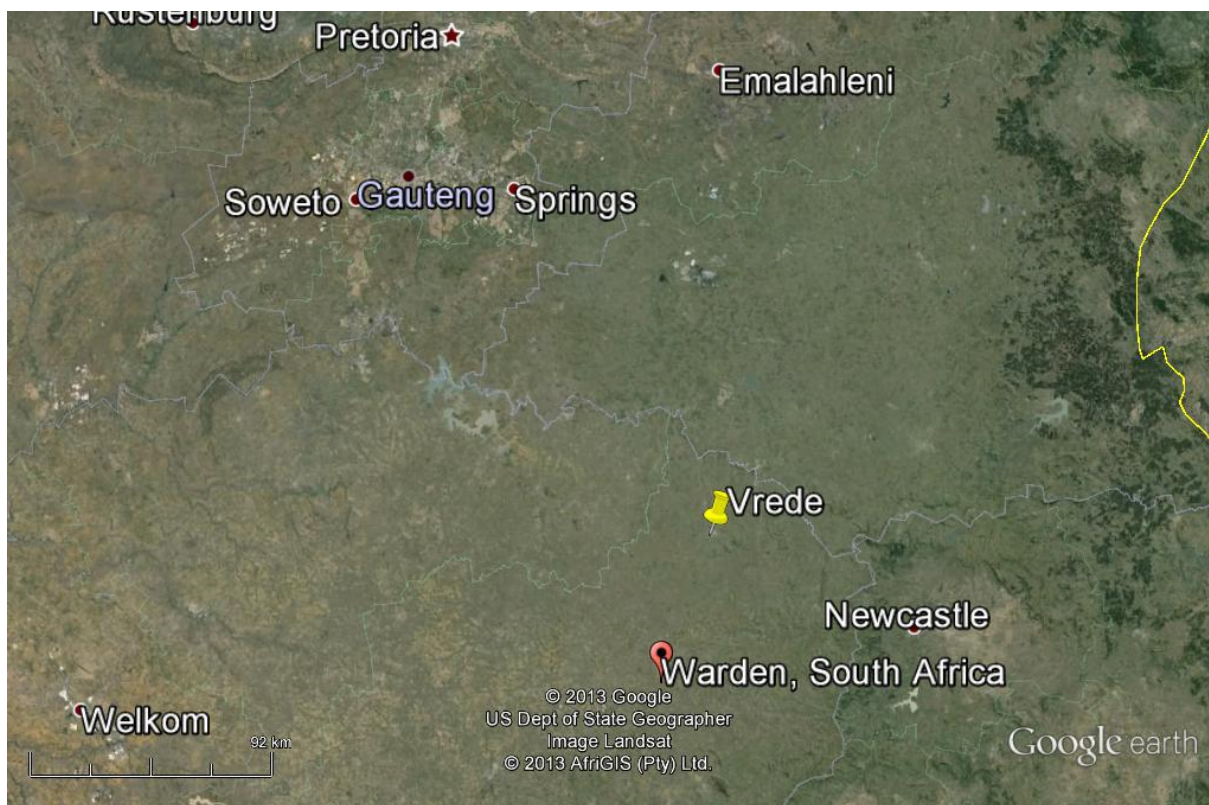 Rustenburg
Pretoria
Emalahleni
Soweto
Gauteng
Springs
Vrede
Newcastle
Warden, South Africa
Welkom
92 km
© 2013 Google
US Dept of State Geographer
Image Landsat
© 2013 AfriGIS (Pty) Ltd.
Google earth